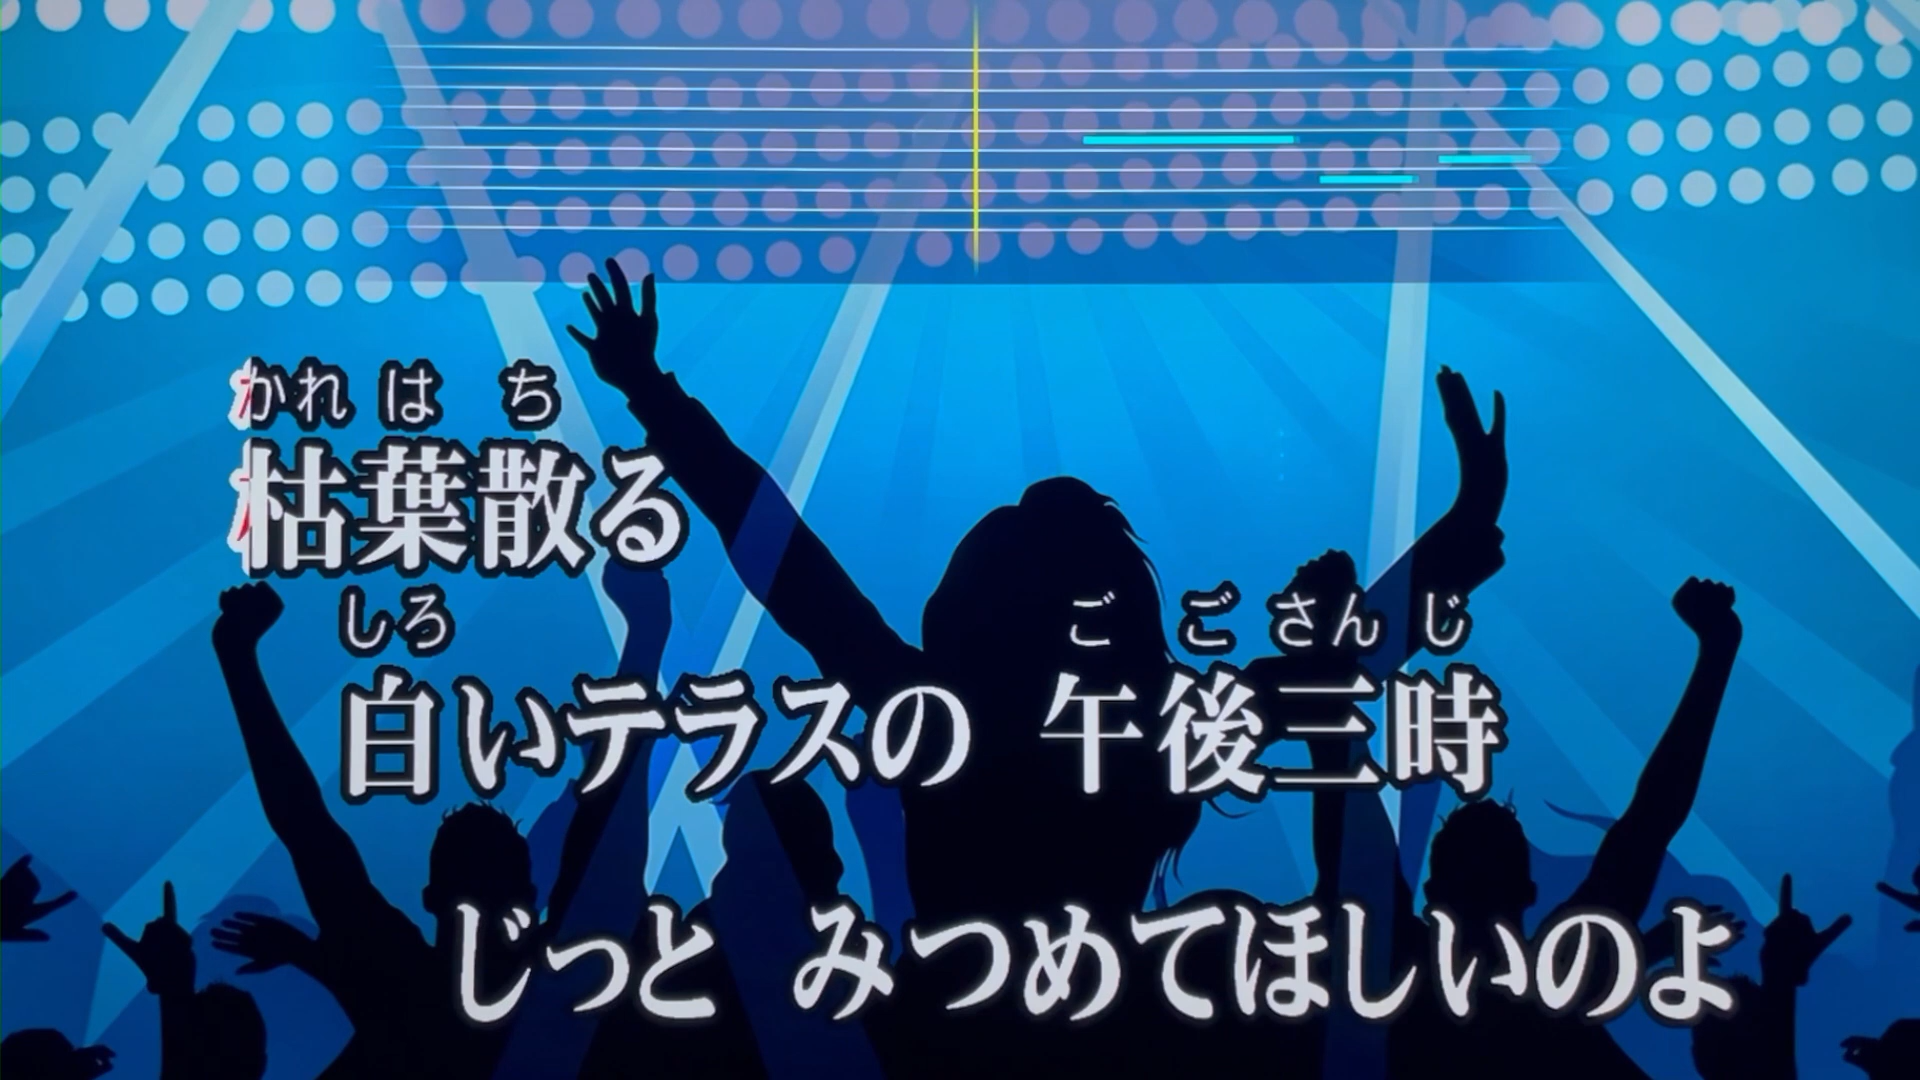 かれ は ち
枯葉散る
しろ ご ご さん じ
白いテラスの 午後三時
じっと みつめてほしいのよ